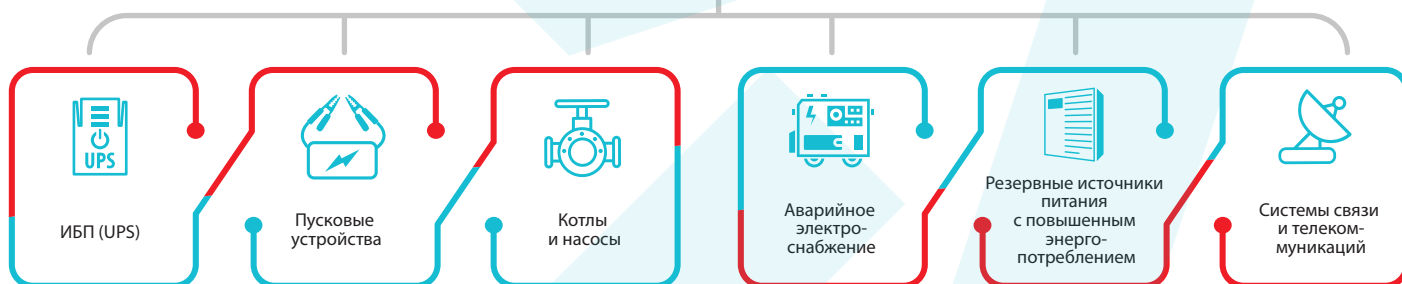 UPS
ИБП (UPS)
Пусковые
устройства
Котлы
и насосы
Аварийное
электро-
снабжение
Резервные источники
питания
с повышенным
энерго-
потреблением
Системы связи
и телеком-
муникаций